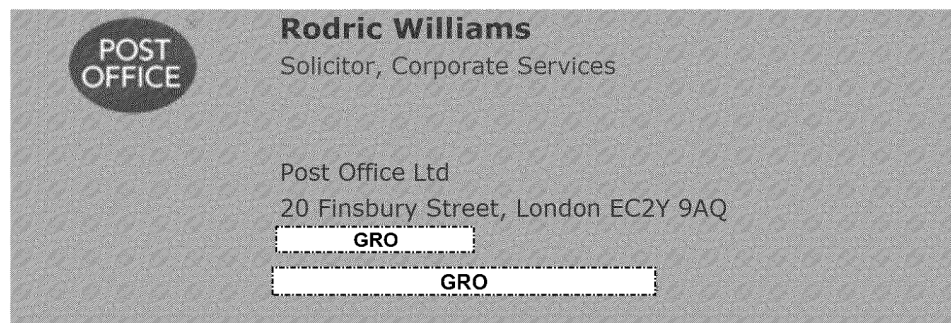 POST
OFFICE
Rodric Williams
Solicitor, Corporate Services
Post Office Ltd
20 Finsbury Street, London EC2Y 9AQ
GRO
GRO